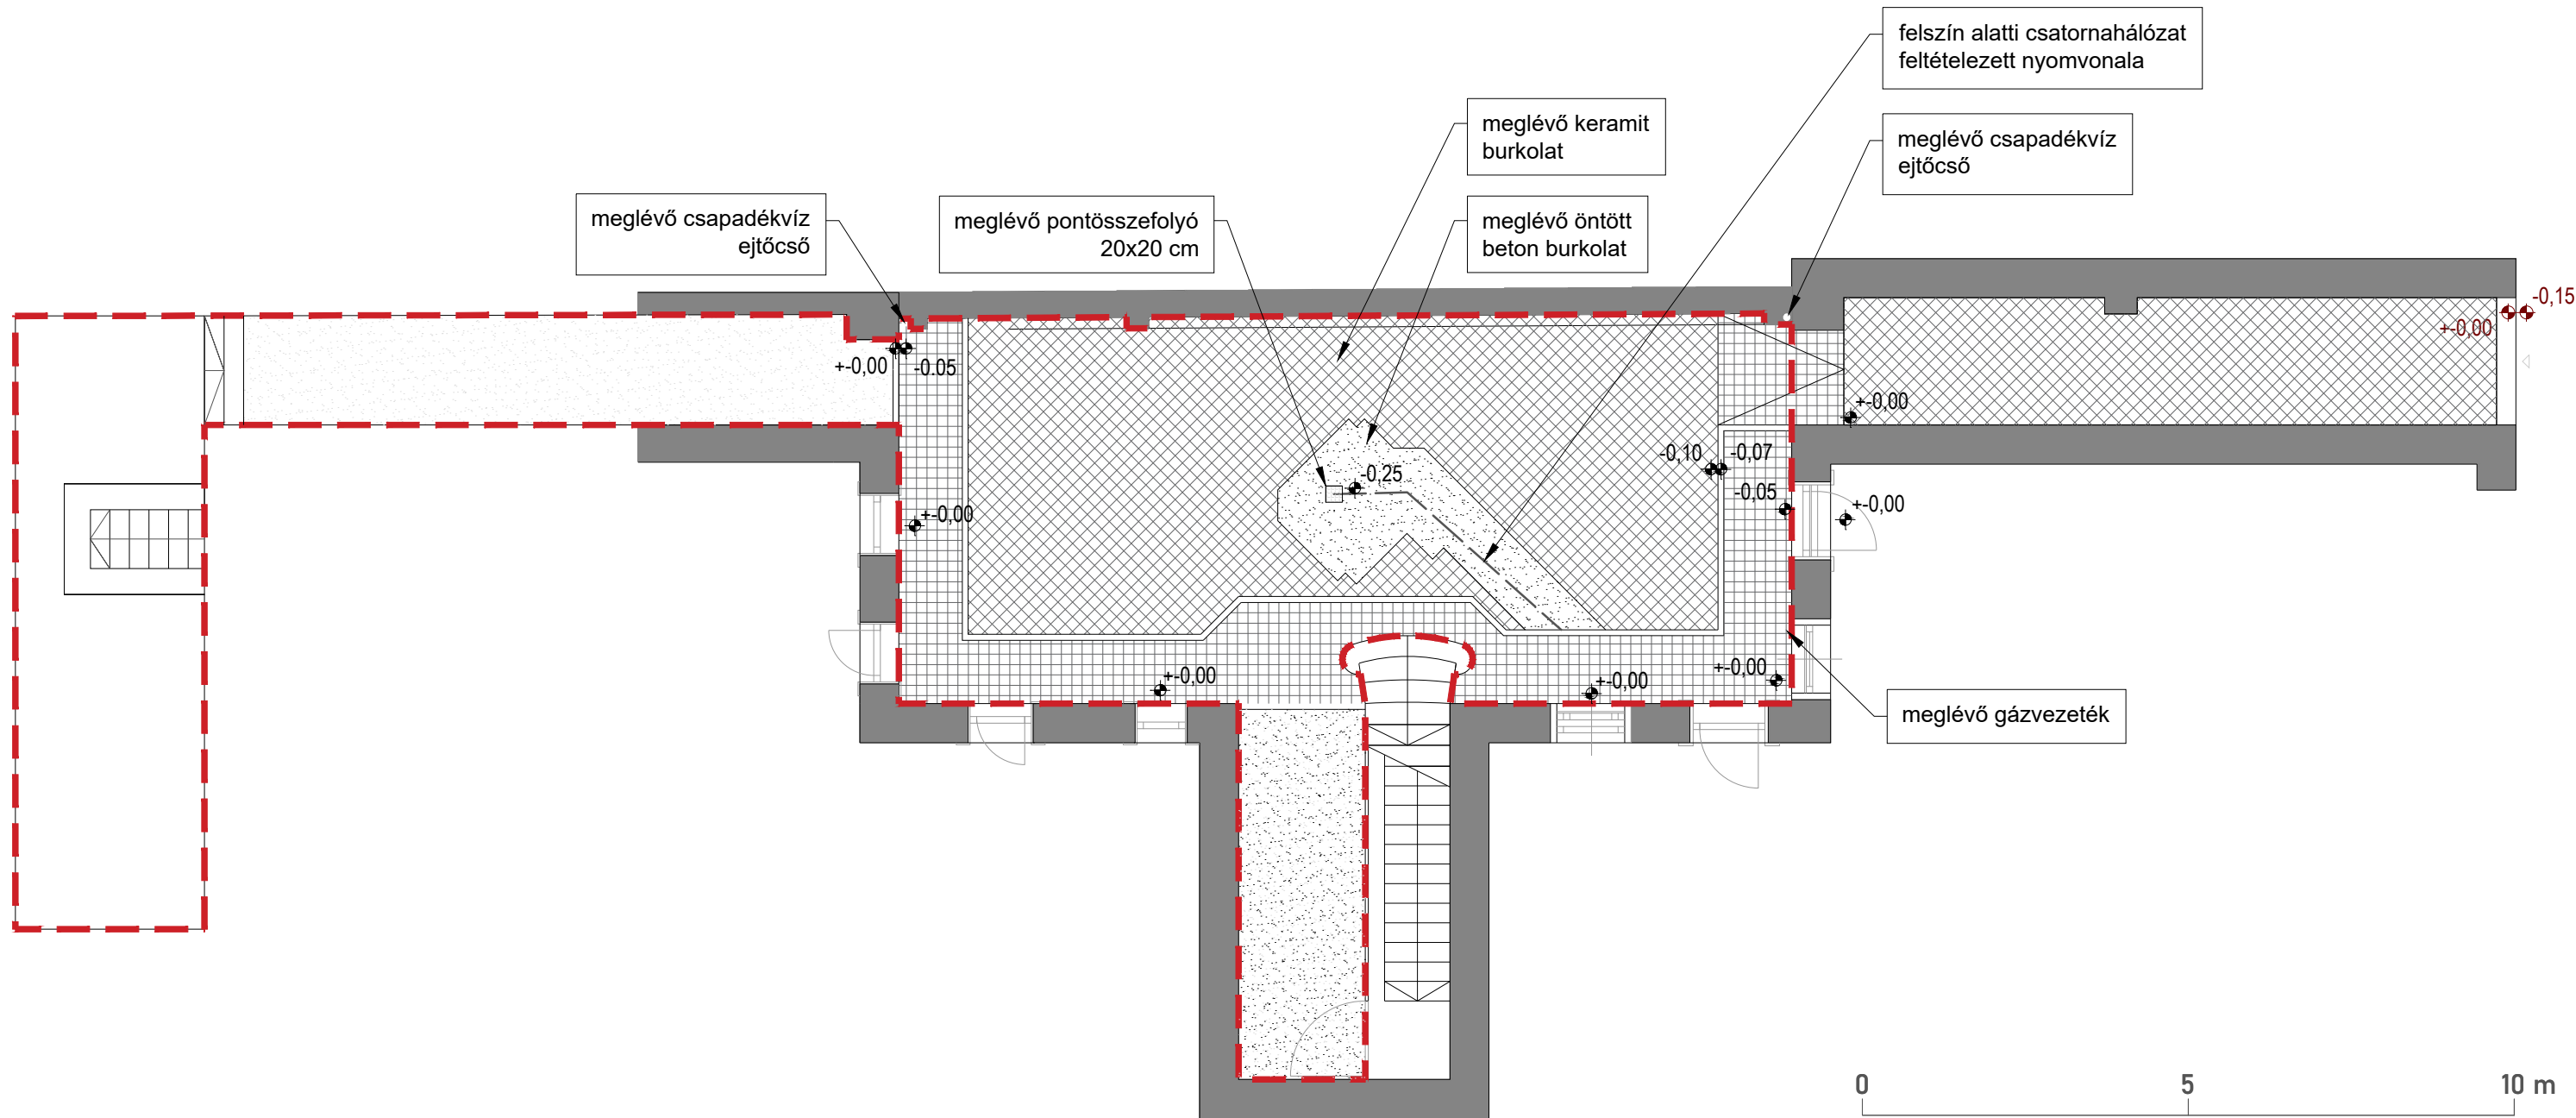 felszín alatti csatornahálózat
feltételezett nyomvonala
meglévő keramit
burkolat
meglévő csapadékvíz
ejtőcső
meglévő csapadékvíz
ejtőcső
meglévő pontösszefolyó
20x20 cm
meglévő öntött
beton burkolat
-0,15
+-0,00
+-0,00
-0.05
+-0,00
-0,10
-0,07
-0,25
-0,05
+-0,00
+-0,00
+-0,00
+-0,00
+-0,00
meglévő gázvezeték
0
5
10 m